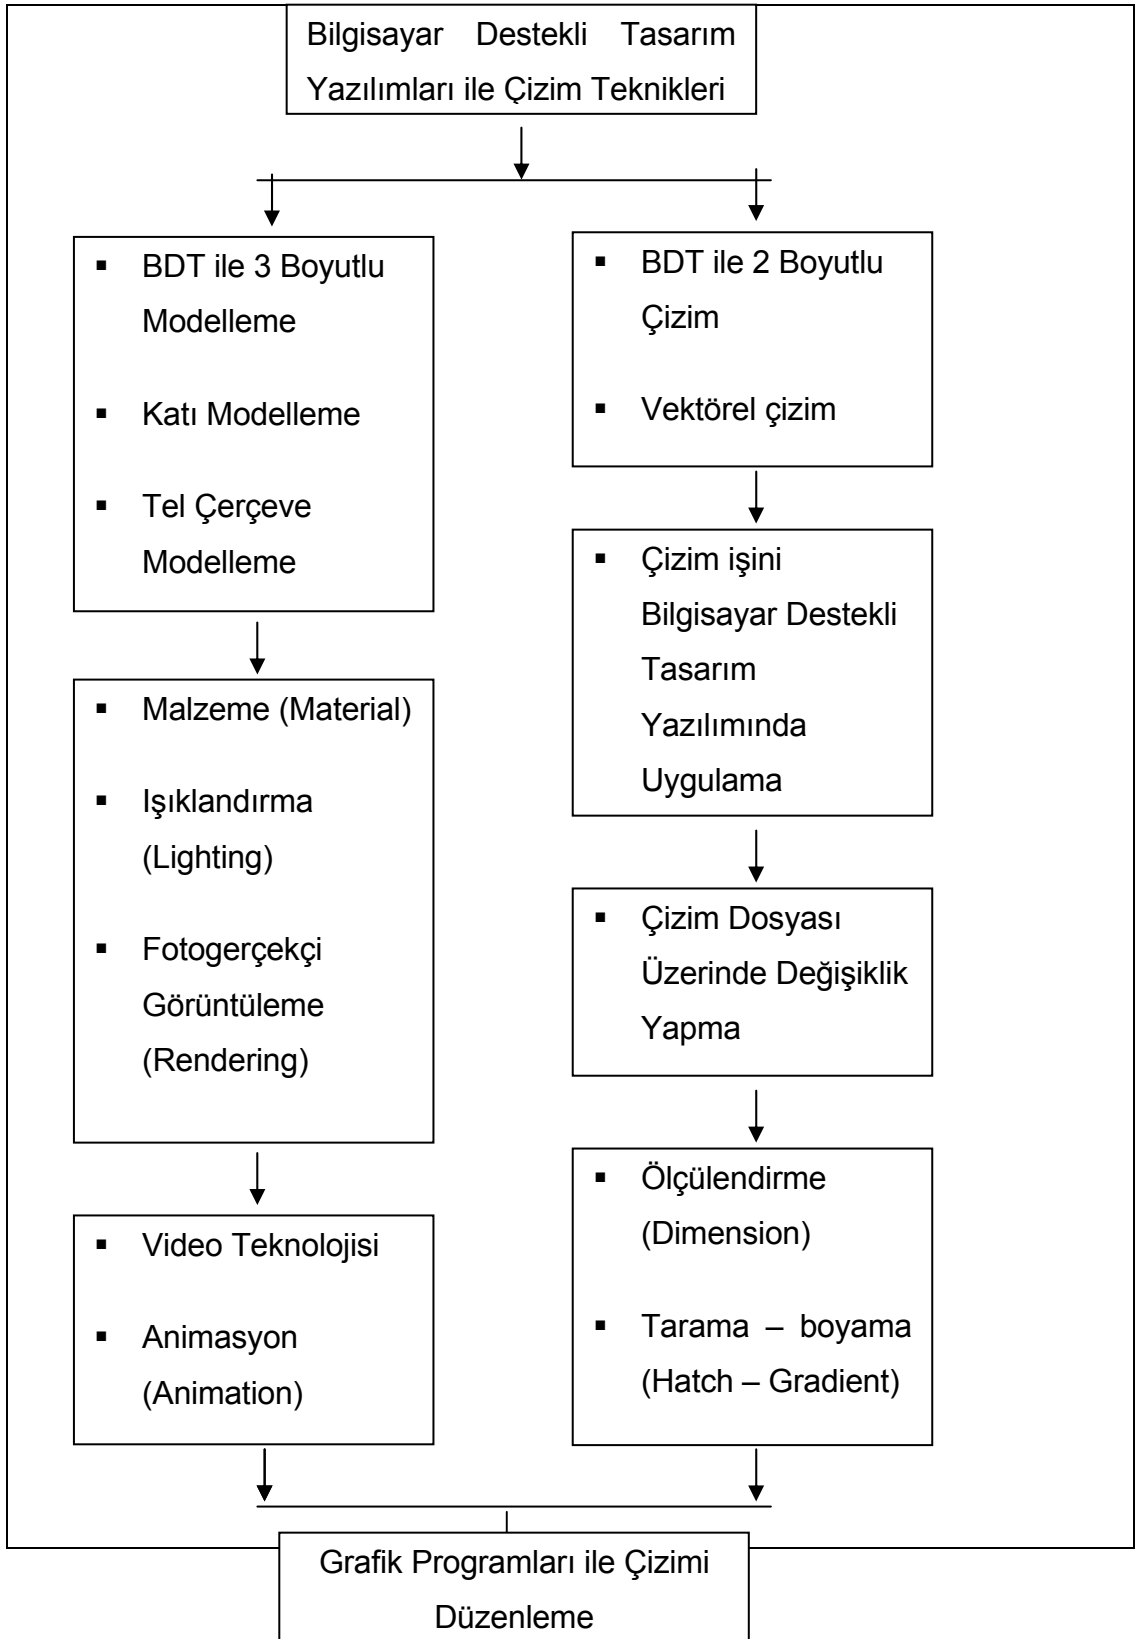 Bilgisayar Destekli Tasarım
Yazılımları ile Çizim Teknikleri
▪ BDT ile 3 Boyutlu
Modelleme
▪ Katı Modelleme
▪ Tel Çerçeve
Modelleme
▪ Malzeme (Material)
▪ Işıklandırma
(Lighting)
▪ Fotogerçekçi
Görüntüleme
(Rendering)
▪ Video Teknolojisi
▪ Animasyon
(Animation)
▪ BDT ile 2 Boyutlu
Çizim
▪ Vektörel çizim
▪ Çizim işini
Bilgisayar Destekli
Tasarım
Yazılımında
Uygulama
▪ Çizim Dosyası
Üzerinde Değişiklik
Yapma
▪ Ölçülendirme
(Dimension)
▪ Tarama – boyama
(Hatch – Gradient)
Grafik Programları ile Çizimi
Düzenleme